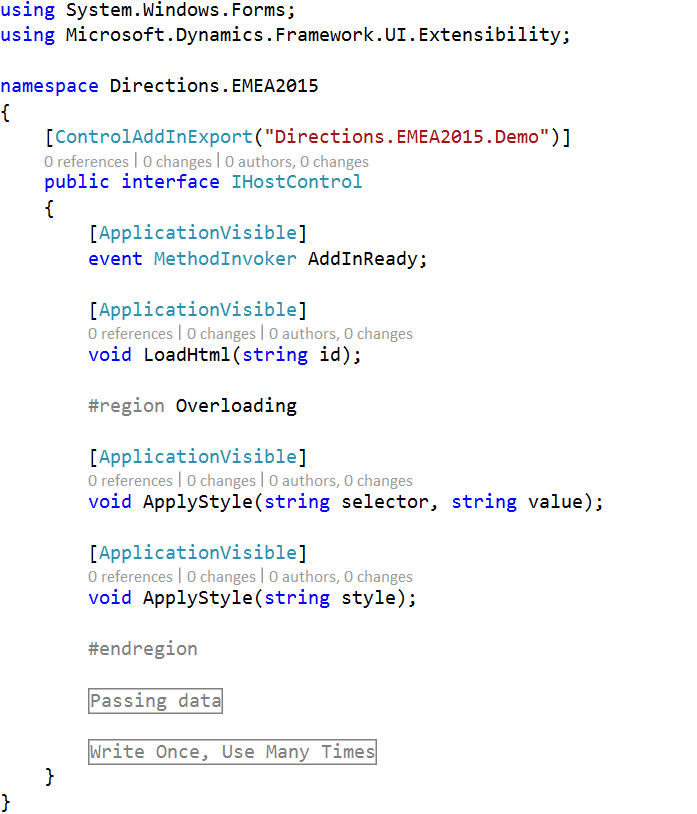 using System.Windows.Forms;
using Microsoft.Dynamics.Framework.UI.Extensibility;
namespace Directions.EMEA2015
{
[ControlAddInExport("Directions.EMEA2015.Demo")]
0 references | 0 changes | 0 authors, 0 changes
public interface IHostControl
{
[ApplicationVisible]
event MethodInvoker AddInReady;
[ApplicationVisible]
0 references | 0 changes | 0 authors, 0 changes
void LoadHtml(string id);
#region Overloading
[ApplicationVisible]
0 references | 0 changes | 0 authors, 0 changes
void ApplyStyle(string selector, string value);
[ApplicationVisible]
0 references | 0 changes | 0 authors, 0 changes
void ApplyStyle(string style);
#endregion
Passing data
Write Once, Use Many Times
}
}